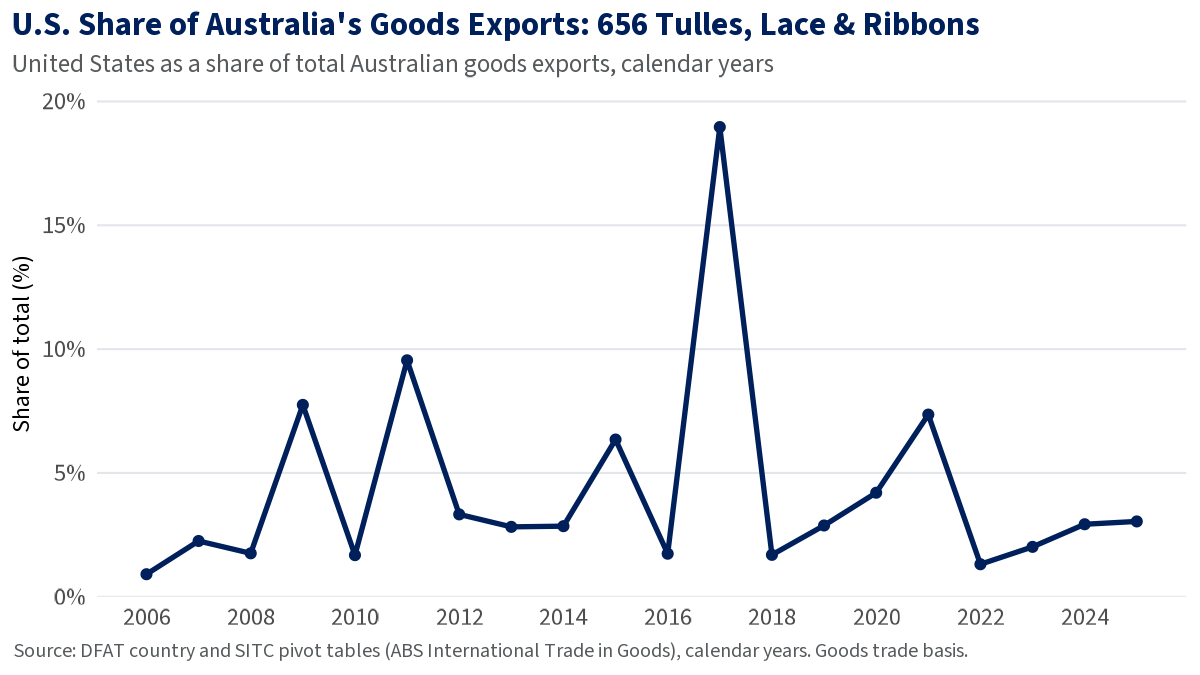 U.S. Share of Australia's Goods Exports: 656 Tulles, Lace & Ribbons
United States as a share of total Australian goods exports, calendar years
Share of total (%)
20%
15%
10%
5%
0%
2006 2008 2010 2012 2014 2016 2018 2020 2022 2024
Source: DFAT country and SITC pivot tables (ABS International Trade in Goods), calendar years. Goods trade basis.